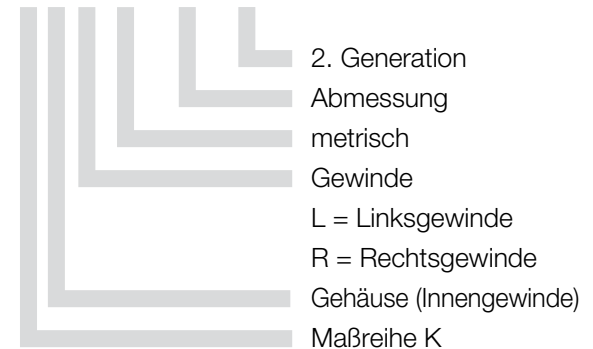 2. Generation
Abmessung
metrisch
Gewinde
L = Linksgewinde
R = Rechtsgewinde
Gehäuse (Innengewinde)
Maßreihe K